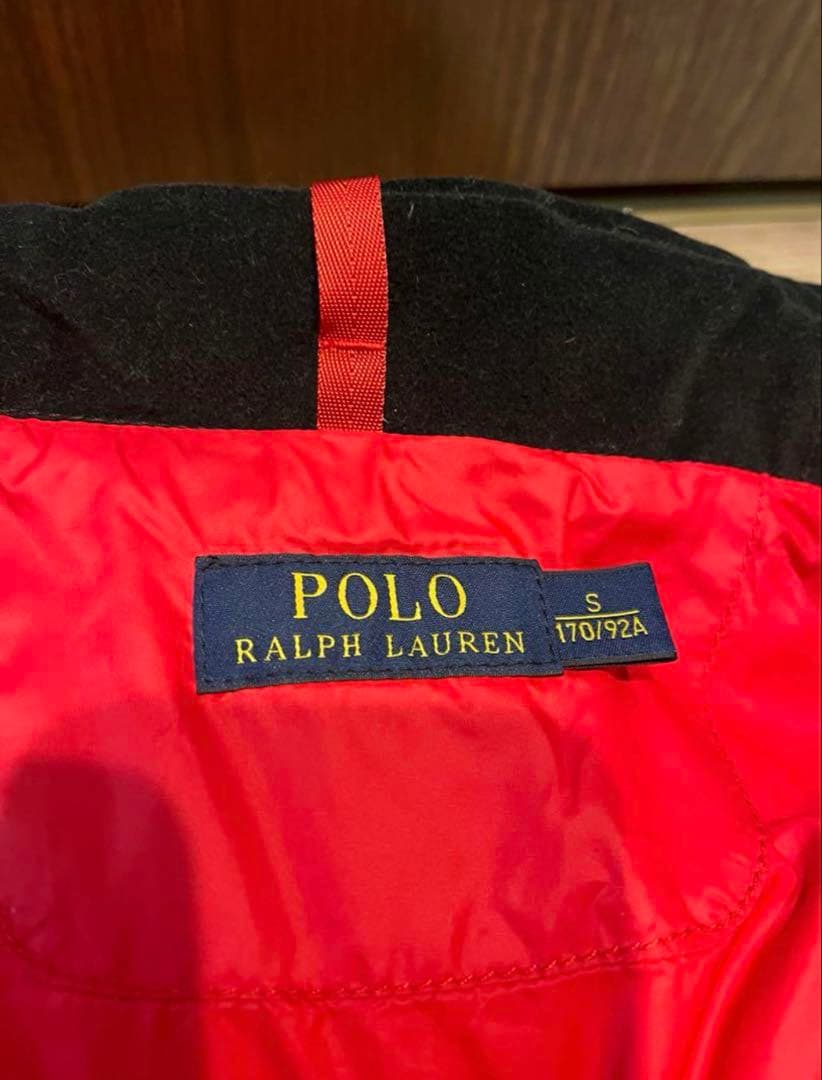 POLO
RALPH LAUREN
S
170/92A